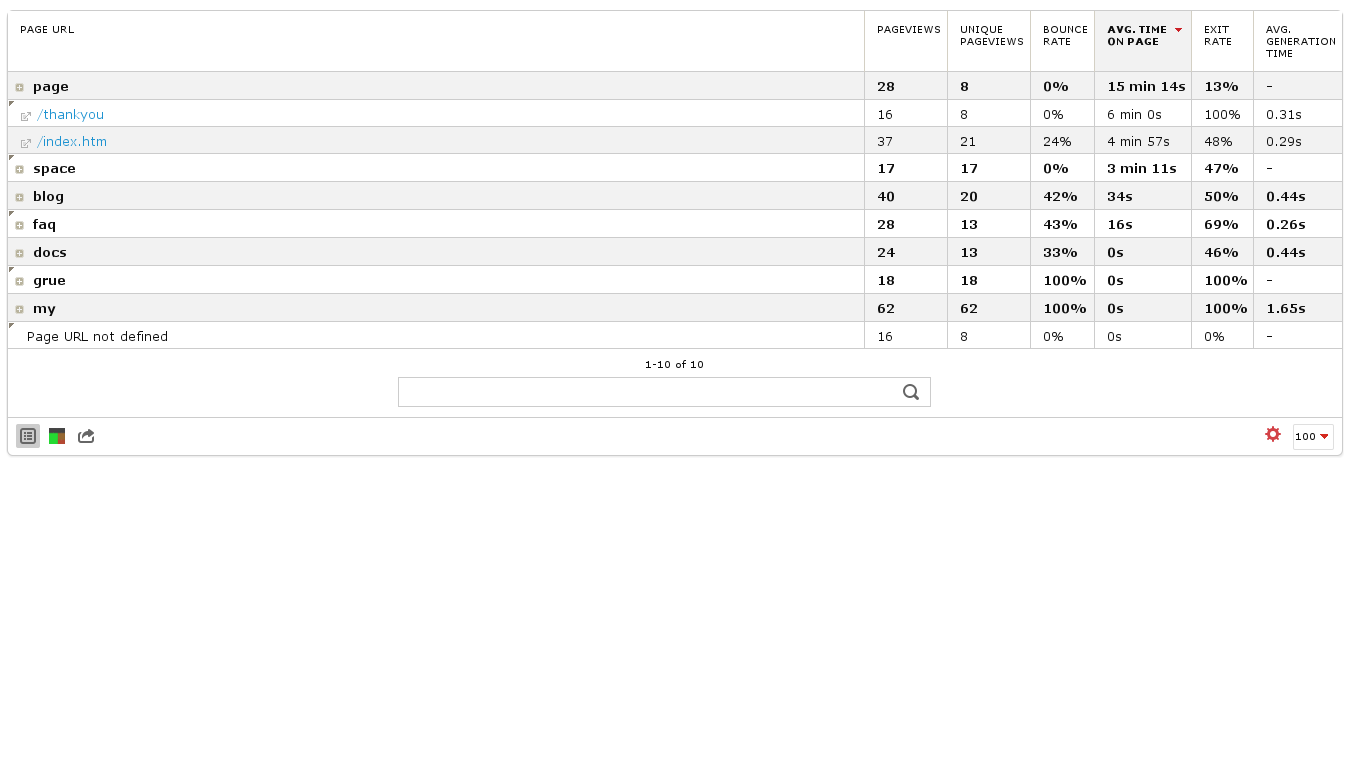 PAGE URL PAGEVIEWS UNIQUE PAGEVIEWS BOUNCE RATE AVG. TIME ON PAGE EXIT RATE AVG. GENERATION TIME
page 28 8 0% 15 min 14s 13% -
/thankyou 16 8 0% 6 min 0s 100% 0.31s
/index.htm 37 21 24% 4 min 57s 48% 0.29s
space 17 17 0% 3 min 11s 47% -
blog 40 20 42% 34s 50% 0.44s
faq 28 13 43% 16s 69% 0.26s
docs 24 13 33% 0s 46% 0.44s
grue 18 18 100% 0s 100% -
my 62 62 100% 0s 100% 1.65s
Page URL not defined 16 8 0% 0s 0% -
1-10 of 10
100